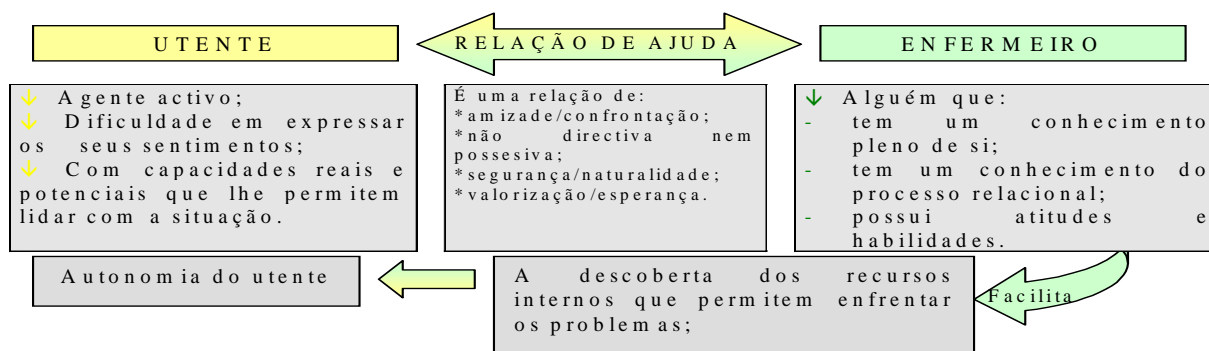 UTENTE
RELAÇÃO DE AJUDA
ENFERMEIRO
↓ Agente activo;
↓ Dificuldade em expressar
os seus sentimentos;
↓ Com capacidades reais e
potenciais que lhe permitem
lidar com a situação.
É uma relação de:
*amizade/confrontação;
*não directiva nem
possesiva;
*segurança/naturalidade;
*valorização/esperança.
↓ Alguém que:
- tem um conhecimento
pleno de si;
- tem um conhecimento do
processo relacional;
- possui atitudes e
habilidades.
Autonomia do utente
A descoberta dos recursos
internos que permitem enfrentar
os problemas;
Facilita